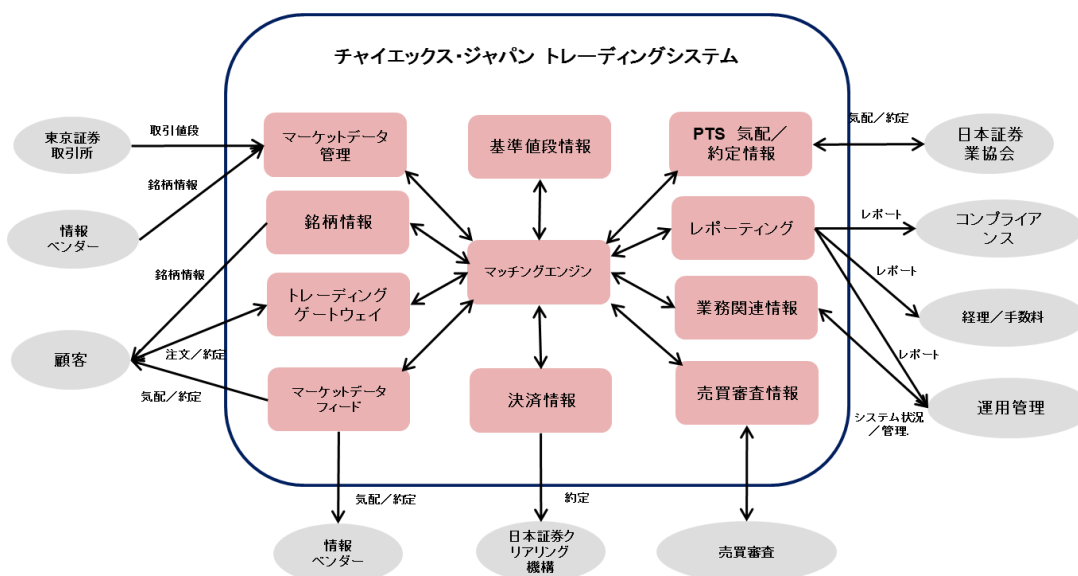 チャイエックス・ジャパン トレーディングシステム
東京証券
取引所
取引値段
マーケットデータ
管理
基準値段情報
PTS 気配／
約定情報
気配／約定
日本証券
業協会
銘柄情報
情報
ベンダー
銘柄情報
レポーティング
レポート
コンプライア
ンス
銘柄情報
マッチングエンジン
レポート
トレーディング
ゲートウェイ
業務関連情報
経理／手数料
顧客
注文／約定
レポート
気配／約定
マーケットデータ
フィード
決済情報
売買審査情報
システム状況
／管理.
運用管理
気配／約定
約定
情報
ベンダー
日本証券ク
リアリング
機構
売買審査